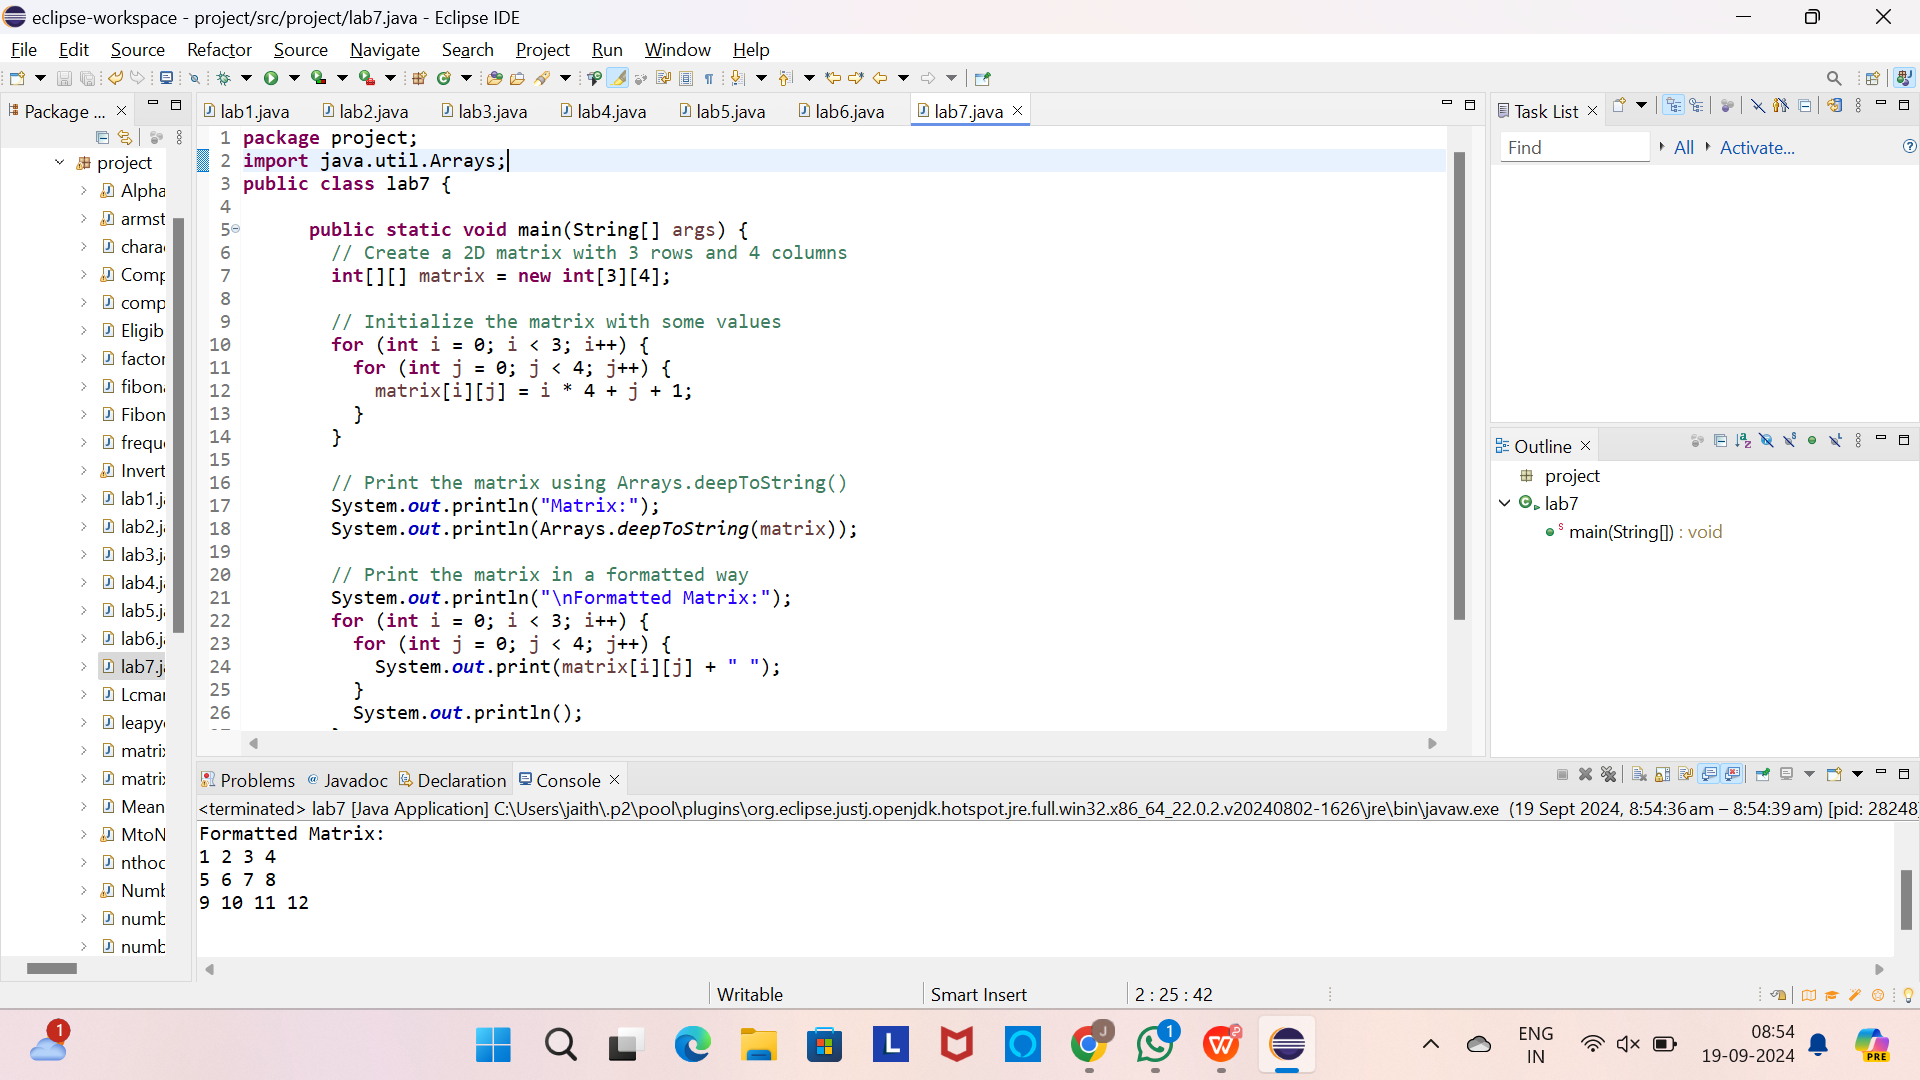 eclipse-workspace - project/src/project/lab7.java - Eclipse IDE
File Edit Source Refactor Source Navigate Search Project Run Window Help
Package ...
project
Alpha
armst
chara
Comp
comp
Eligib
factor
fibon
Fibon
frequ
Invert
lab1.j
lab2.j
lab3.j
lab4.j
lab5.j
lab6.j
lab7.j
Lcmar
leapy
matri
matri
Mean
MtoN
nthoc
Numb
numb
numb
lab1.java lab2.java lab3.java lab4.java lab5.java lab6.java lab7.java
1 package project;
2 import java.util.Arrays;
3 public class lab7 {
4
5 public static void main(String[] args) {
6 // Create a 2D matrix with 3 rows and 4 columns
7 int[][] matrix = new int[3][4];
8
9 // Initialize the matrix with some values
10 for (int i = 0; i < 3; i++) {
11 for (int j = 0; j < 4; j++) {
12 matrix[i][j] = i * 4 + j + 1;
13 }
14 }
15
16 // Print the matrix using Arrays.deepToString()
17 System.out.println("Matrix:");
18 System.out.println(Arrays.deepToString(matrix));
19
20 // Print the matrix in a formatted way
21 System.out.println("\nFormatted Matrix:");
22 for (int i = 0; i < 3; i++) {
23 for (int j = 0; j < 4; j++) {
24 System.out.print(matrix[i][j] + " ");
25 }
26 System.out.println();
Task List
Find All Activate...
Outline
project
lab7
main(String[]) : void
Problems @ Javadoc Declaration Console
<terminated> lab7 [Java Application] C:\Users\jaith\.p2\pool\plugins\org.eclipse.justj.openjdk.hotspot.jre.full.win32.x86_64_22.0.2.v20240802-1626\jre\bin\javaw.exe (19 Sept 2024, 8:54:36 am – 8:54:39 am) [pid: 28248
Formatted Matrix:
1 2 3 4
5 6 7 8
9 10 11 12
Writable Smart Insert 2 : 25 : 42
1
L
J
1
W
ENG
IN
08:54
19-09-2024
PRE